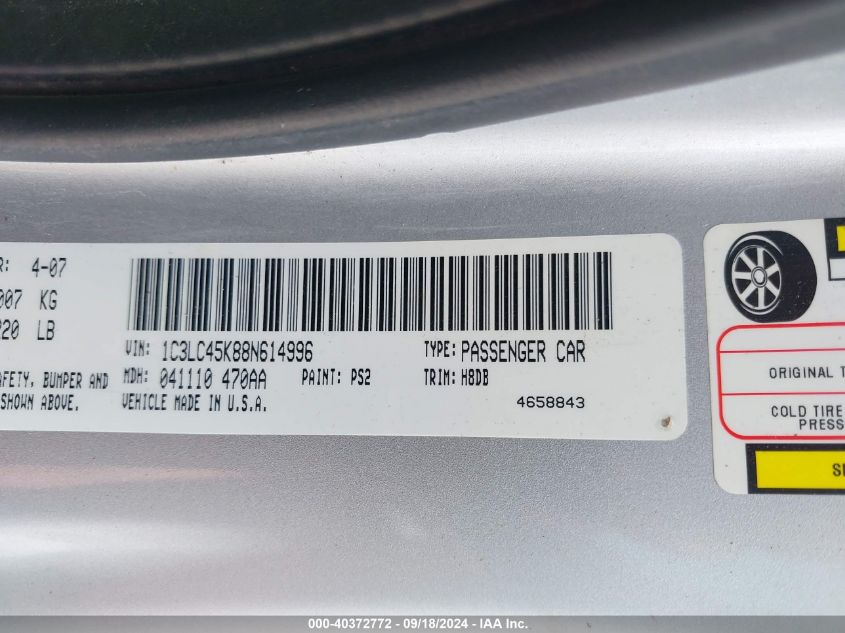 R: 4-07
007 KG
220 LB
VIN: 1C3LC45K88N614996
TYPE: PASSENGER CAR
AFETY, BUMPER AND
MDH: 041110 470AA
PAINT: PS2
TRIM: H8DB
SHOWN ABOVE.
VEHICLE MADE IN U.S.A.
4658843
ORIGINAL T
COLD TIRE
PRESS
000-40372772 - 09/18/2024 - IAA Inc.